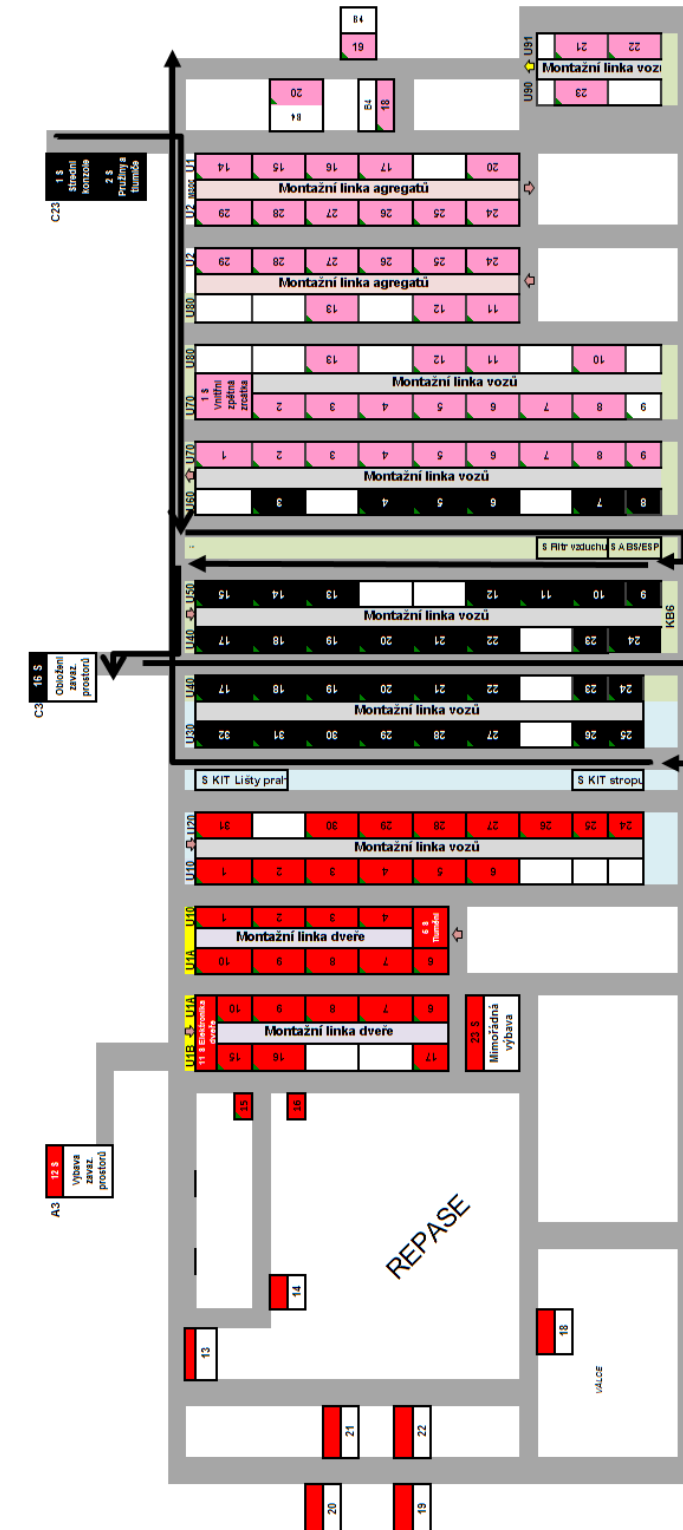 B4
19
U91
21
22
Montažní linka vozů
U90
23
20
B4
B4
18
1 S
Strední
konzole
2 S
Pružiny a
tlumiče
C23
U1
14
15
16
17
20
M3GC
Montažní linka agregatů
U2
29
28
27
26
25
24
U2
29
28
27
26
25
24
Montažní linka agregatů
U80
13
12
11
U80
13
12
11
10
Montažní linka vozů
U70
1 S
Vnitřní
zpětna
zrcátka
2
3
4
5
6
7
8
9
U70
1
2
3
4
5
6
7
8
9
Montažní linka vozů
U60
3
4
5
6
7
8
S Filtr vzduchu
S ABS/ESP
U50
15
14
13
12
11
10
9
Montažní linka vozů
KB6
U40
17
18
19
20
21
22
23
24
16 S
Obložení
zavaz.
prostorů
C3
U40
17
18
19
20
21
22
23
24
Montažní linka vozů
U30
32
31
30
29
28
27
26
25
S KIT Lišty prah
S KIT stropu
U20
31
30
29
28
27
26
25
24
Montažní linka vozů
U10
1
2
3
4
5
6
U10
1
2
3
4
6 S
Tlumění
Montažní linka dveře
U1A
10
9
8
7
6
U1A
11 S Elektronika
dveře
10
9
8
7
6
Montažní linka dveře
U1B
15
16
17
23 S
Mimořádná
výbava
15
16
12 S
Výbava
zavaz.
prostorů
A3
REPASE
14
13
18
VÁLCE
21
22
20
19